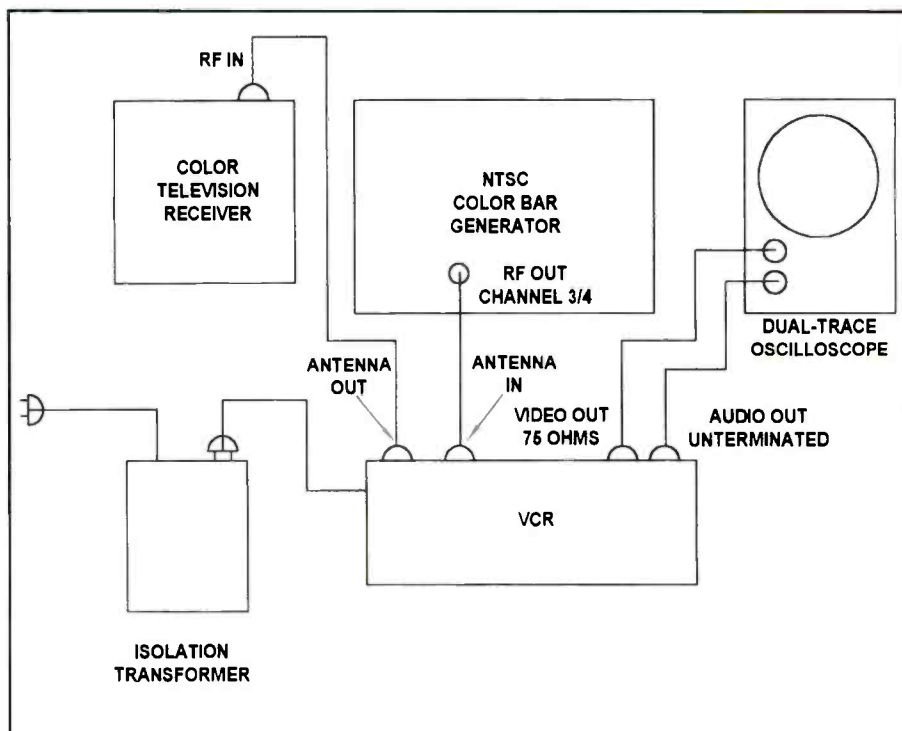 RF IN
COLOR
TELEVISION
RECEIVER
NTSC
COLOR BAR
GENERATOR
RF OUT
CHANNEL 3/4
DUAL-TRACE
OSCILLOSCOPE
ANTENNA
OUT
ANTENNA
IN
VIDEO OUT
75 OHMS
AUDIO OUT
UNTERMINATED
VCR
ISOLATION
TRANSFORMER